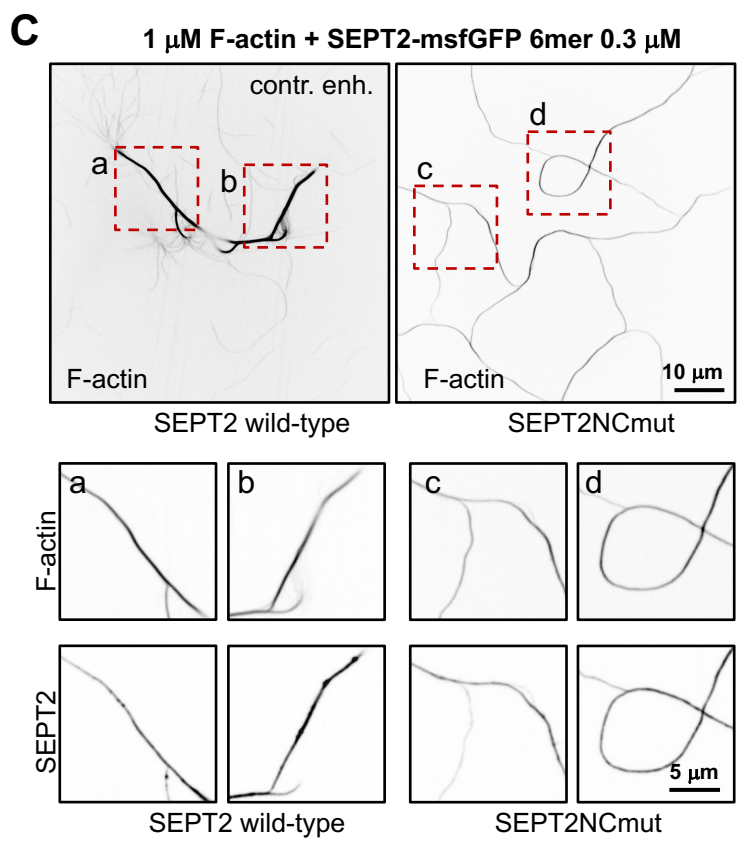 C
1 μM F-actin + SEPT2-msfGFP 6mer 0.3 μM
contr. enh.
a
b
F-actin
d
c
F-actin
10 μm
SEPT2 wild-type
SEPT2NCmut
a
b
c
d
F-actin
SEPT2
5 μm
SEPT2 wild-type
SEPT2NCmut